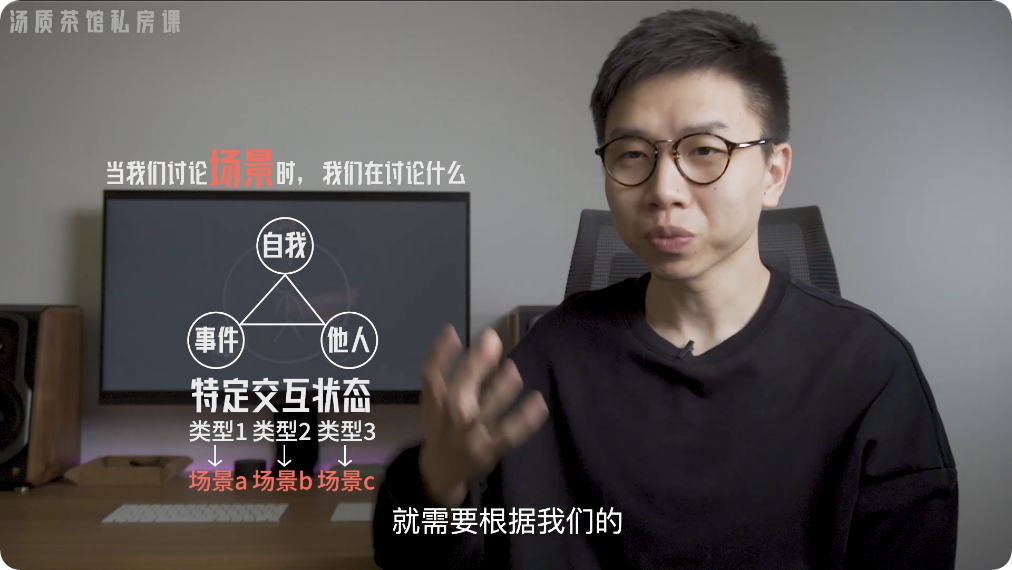 汤质茶馆私房课
当我们讨论场景时，我们在讨论什么
自我
事件 他人
特定交互状态
类型1 类型2 类型3
↓ ↓ ↓
场景a 场景b 场景c
就需要根据我们的